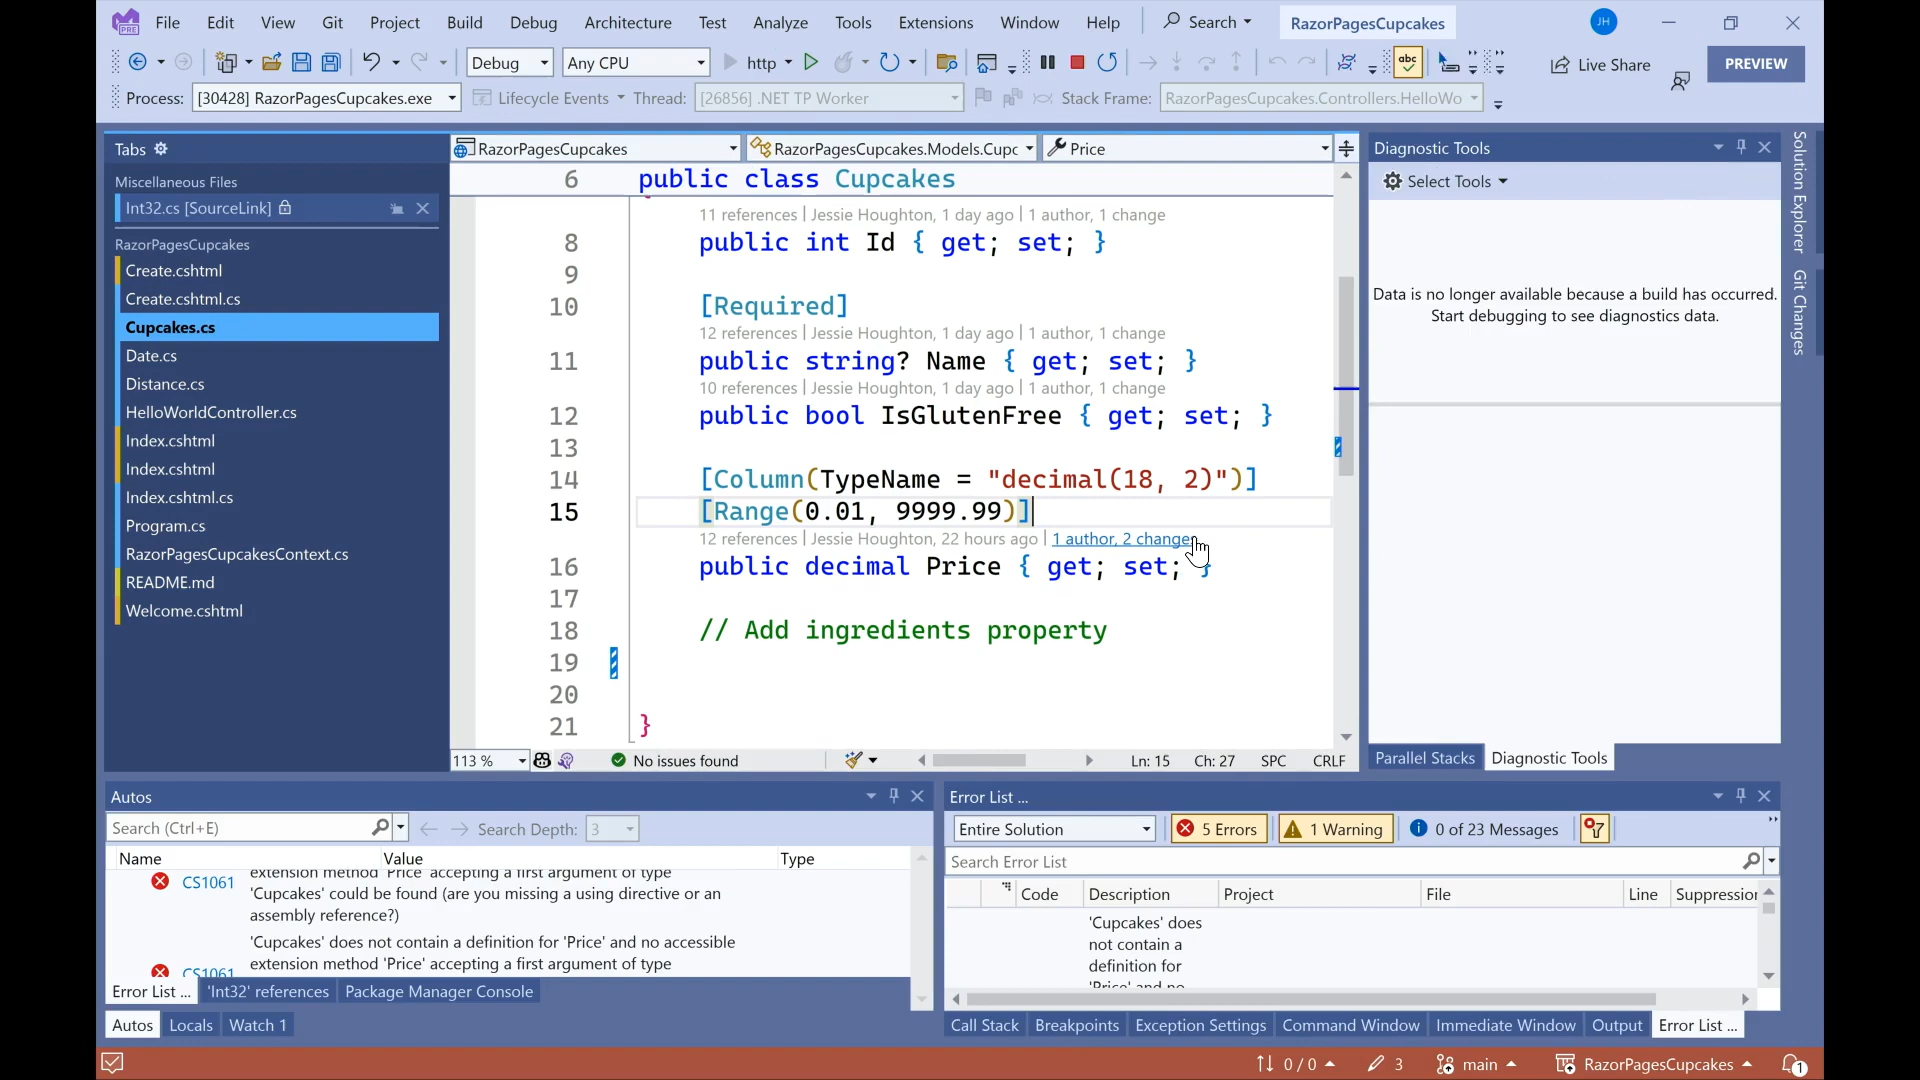 PRE File Edit View Git Project Build Debug Architecture Test Analyze Tools Extensions Window Help Search RazorPagesCupcakes JH
Debug Any CPU http abc Live Share PREVIEW
Process: [30428] RazorPagesCupcakes.exe Lifecycle Events Thread: [26856] .NET TP Worker Stack Frame: RazorPagesCupcakes.Controllers.HelloWo
Tabs
Miscellaneous Files
Int32.cs [SourceLink]
RazorPagesCupcakes
Create.cshtml
Create.cshtml.cs
Cupcakes.cs
Date.cs
Distance.cs
HelloWorldController.cs
Index.cshtml
Index.cshtml
Index.cshtml.cs
Program.cs
RazorPagesCupcakesContext.cs
README.md
Welcome.cshtml
RazorPagesCupcakes RazorPagesCupcakes.Models.Cupc Price
6 public class Cupcakes
11 references | Jessie Houghton, 1 day ago | 1 author, 1 change
8 public int Id { get; set; }
9
10 [Required]
12 references | Jessie Houghton, 1 day ago | 1 author, 1 change
11 public string? Name { get; set; }
10 references | Jessie Houghton, 1 day ago | 1 author, 1 change
12 public bool IsGlutenFree { get; set; }
13
14 [Column(TypeName = "decimal(18, 2)")]
15 [Range(0.01, 9999.99)]
12 references | Jessie Houghton, 22 hours ago | 1 author, 2 changes
16 public decimal Price { get; set; }
17
18 // Add ingredients property
19
20
21 }
113 % No issues found Ln: 15 Ch: 27 SPC CRLF
Diagnostic Tools
Select Tools
Data is no longer available because a build has occurred.
Start debugging to see diagnostics data.
Parallel Stacks Diagnostic Tools
Solution Explorer
Git Changes
Autos
Search (Ctrl+E) Search Depth: 3
Name Value Type
extension method 'Price' accepting a first argument of type
CS1061 'Cupcakes' could be found (are you missing a using directive or an
assembly reference?)
'Cupcakes' does not contain a definition for 'Price' and no accessible
CS1061 extension method 'Price' accepting a first argument of type
Error List ... 'Int32' references Package Manager Console
Autos Locals Watch 1
Error List ...
Entire Solution 5 Errors 1 Warning 0 of 23 Messages
Search Error List
Code Description Project File Line Suppression
'Cupcakes' does
not contain a
definition for
'Price' and no
Call Stack Breakpoints Exception Settings Command Window Immediate Window Output Error List ...
0 / 0 3 main RazorPagesCupcakes 1